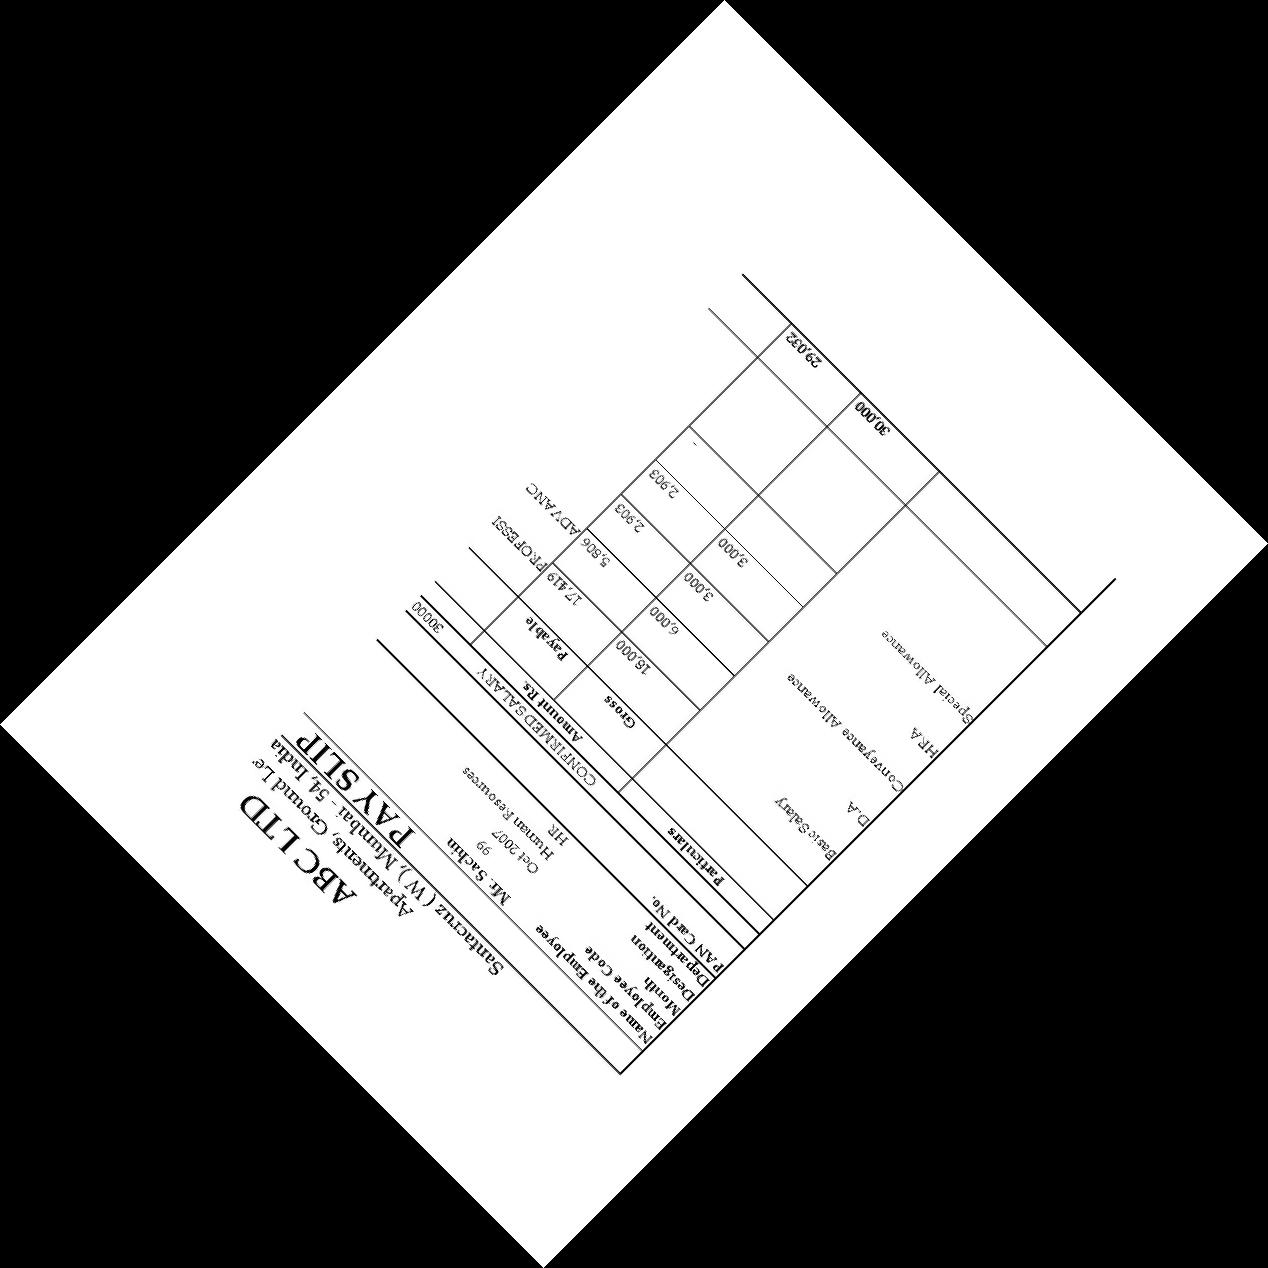 ABC LTD
Apartments, Ground Le
Santacruz ( W ), Mumbai - 54, India
PAY SLIP
Name of the Employee Mr. Sachin
Employee Code 99
Month Oct 2007
Desigantion Human Resources
Department HR
PAN Card No.
CONFIRMED SALARY 30000
Particulars Amount Rs.
Gross Payable
Basic Salary 18,000 17,419 PROFESSI
D.A 6,000 5,806 ADVANC
Conveyance Allowance 3,000 2,903
HRA 3,000 2,903
Special Allowance -
30,000 29,032